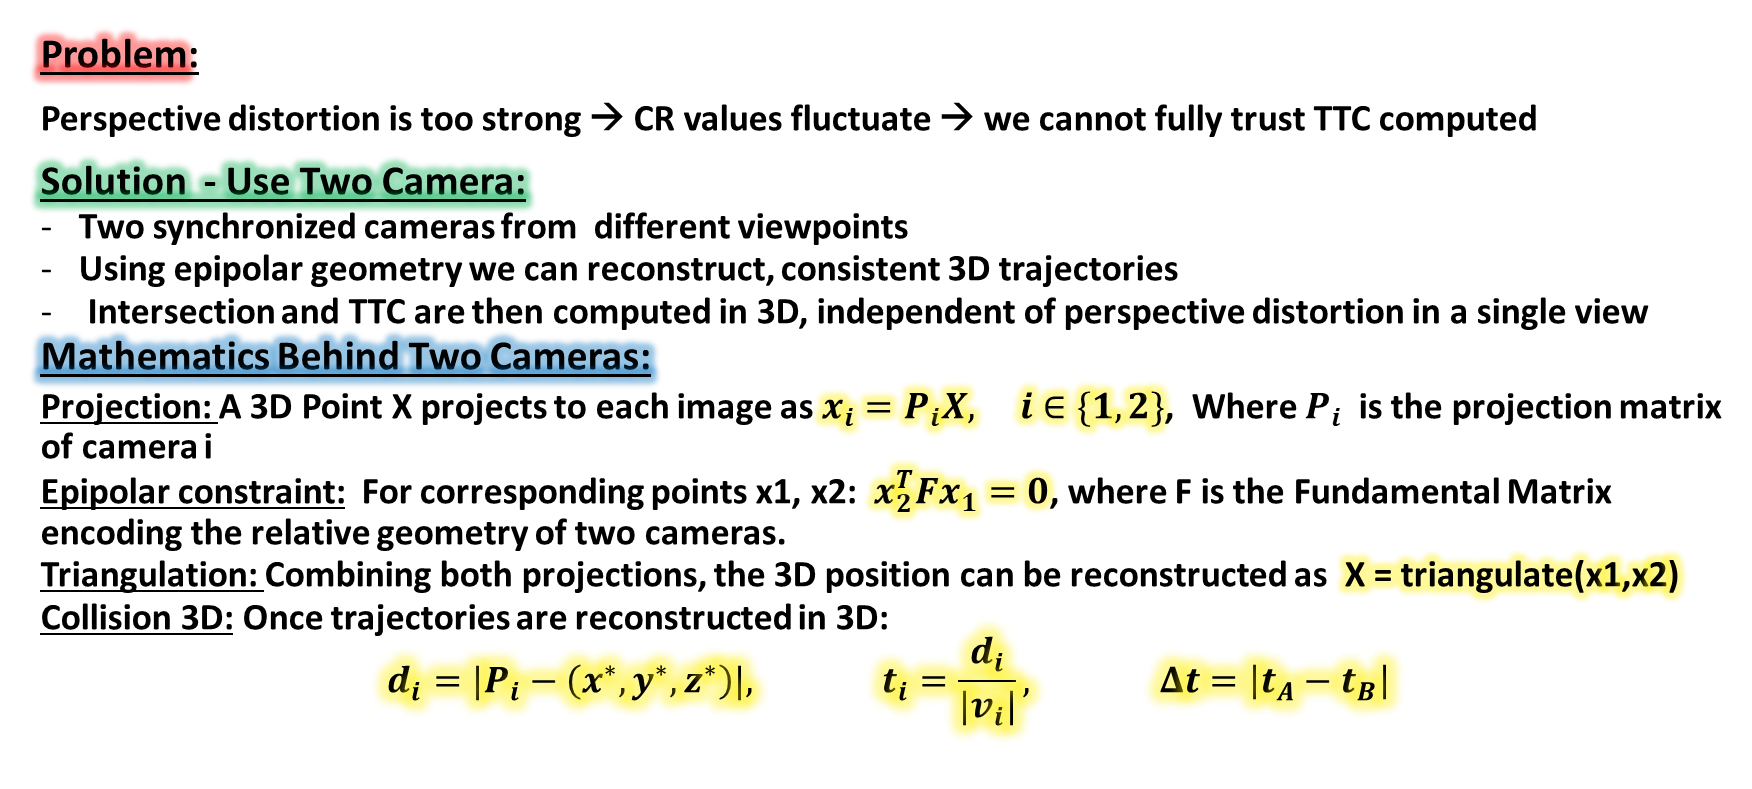 Problem:
Perspective distortion is too strong → CR values fluctuate → we cannot fully trust TTC computed
Solution - Use Two Camera:
- Two synchronized cameras from different viewpoints
- Using epipolar geometry we can reconstruct, consistent 3D trajectories
- Intersection and TTC are then computed in 3D, independent of perspective distortion in a single view
Mathematics Behind Two Cameras:
Projection: A 3D Point X projects to each image as $x_i = P_i X$, $i \in \{1,2\}$, Where $P_i$ is the projection matrix
of camera i
Epipolar constraint: For corresponding points x1, x2: $x_2^T F x_1 = 0$, where F is the Fundamental Matrix
encoding the relative geometry of two cameras.
Triangulation: Combining both projections, the 3D position can be reconstructed as X = triangulate(x1,x2)
Collision 3D: Once trajectories are reconstructed in 3D:
$d_i = |P_i - (x^*, y^*, z^*)|$, $t_i = \frac{d_i}{|v_i|}$, $\Delta t = |t_A - t_B|$